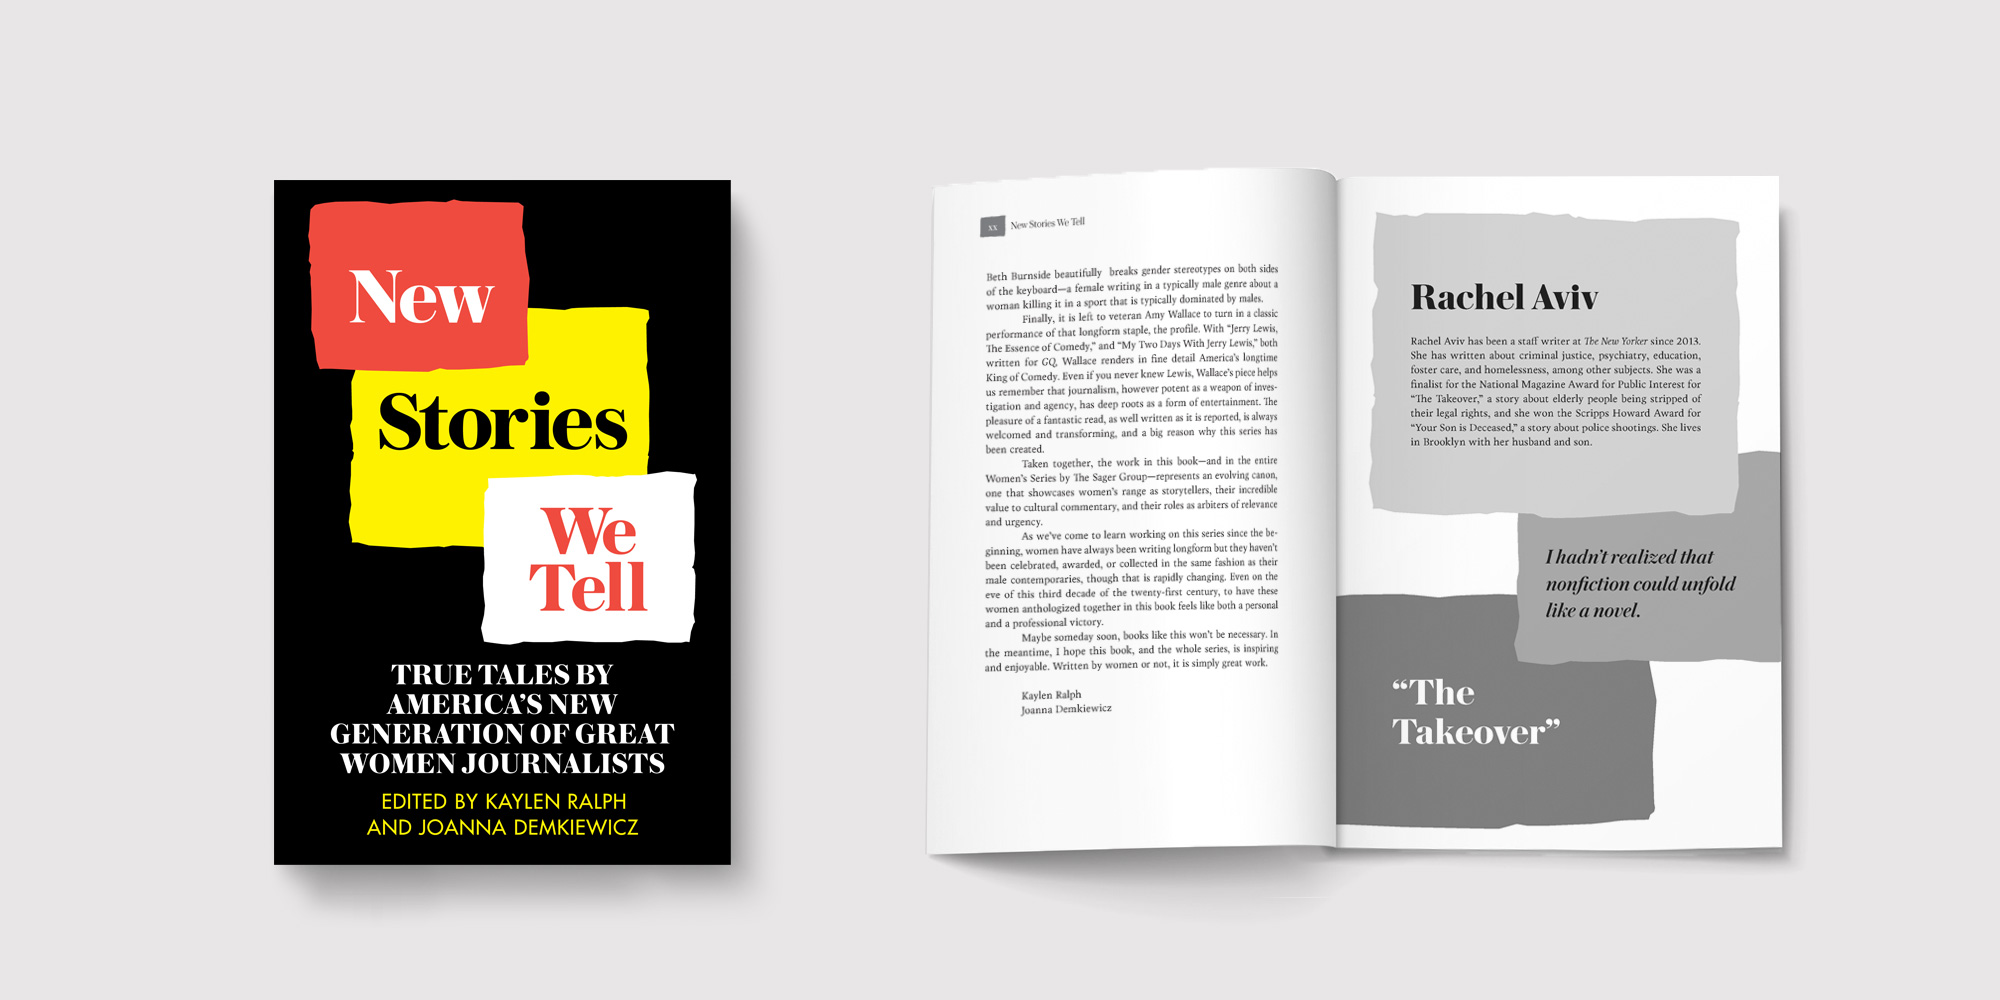 New
Stories
We
Tell
TRUE TALES BY
AMERICA'S NEW
GENERATION OF GREAT
WOMEN JOURNALISTS
EDITED BY KAYLEN RALPH
AND JOANNA DEMKIEWICZ
xx New Stories We Tell
Beth Burnside beautifully breaks gender stereotypes on both sides
of the keyboard—a female writing in a typically male genre about a
woman killing it in a sport that is typically dominated by males.
Finally, it is left to veteran Amy Wallace to turn in a classic
performance of that longform staple, the profile. With “Jerry Lewis,
The Essence of Comedy,” and “My Two Days With Jerry Lewis,” both
written for GQ, Wallace renders in fine detail America's longtime
King of Comedy. Even if you never knew Lewis, Wallace's piece helps
us remember that journalism, however potent as a weapon of inves-
tigation and agency, has deep roots as a form of entertainment. The
pleasure of a fantastic read, as well written as it is reported, is always
welcomed and transforming, and a big reason why this series has
been created.
Taken together, the work in this book—and in the entire
Women's Series by The Sager Group—represents an evolving canon,
one that showcases women's range as storytellers, their incredible
value to cultural commentary, and their roles as arbiters of relevance
and urgency.
As we've come to learn working on this series since the be-
ginning, women have always been writing longform but they haven't
been celebrated, awarded, or collected in the same fashion as their
male contemporaries, though that is rapidly changing. Even on the
eve of this third decade of the twenty-first century, to have these
women anthologized together in this book feels like both a personal
and a professional victory.
Maybe someday soon, books like this won't be necessary. In
the meantime, I hope this book, and the whole series, is inspiring
and enjoyable. Written by women or not, it is simply great work.
Kaylen Ralph
Joanna Demkiewicz
Rachel Aviv
Rachel Aviv has been a staff writer at The New Yorker since 2013.
She has written about criminal justice, psychiatry, education,
foster care, and homelessness, among other subjects. She was a
finalist for the National Magazine Award for Public Interest for
“The Takeover,” a story about elderly people being stripped of
their legal rights, and she won the Scripps Howard Award for
“Your Son is Deceased,” a story about police shootings. She lives
in Brooklyn with her husband and son.
I hadn't realized that
nonfiction could unfold
like a novel.
“The
Takeover”